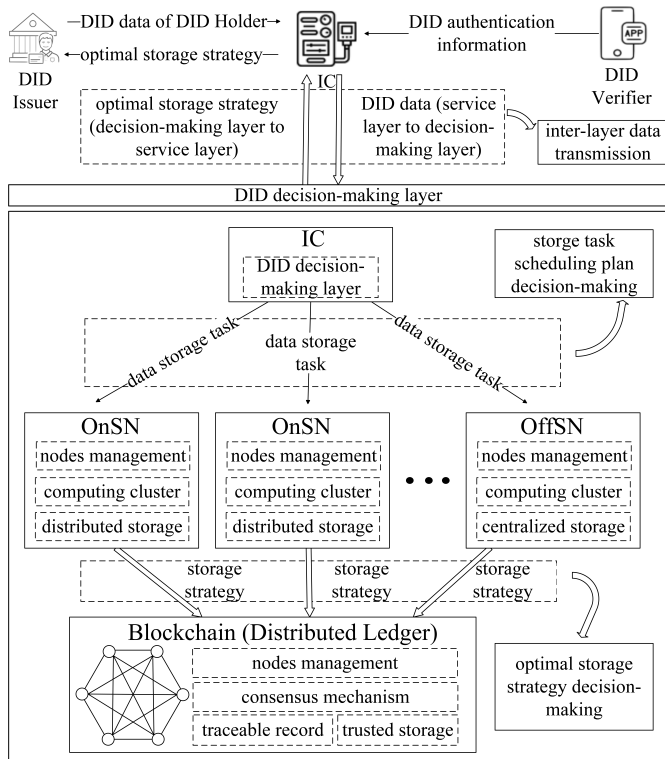 DID data of DID Holder
optimal storage strategy
DID
Issuer
IC
DID authentication
information
APP
DID
Verifier
optimal storage strategy
(decision-making layer to
service layer)
DID data (service
layer to decision-
making layer)
inter-layer data
transmission
DID decision-making layer
IC
DID decision-
making layer
storge task
scheduling plan
decision-making
data storage task
data storage
task
data storage task
OnSN
nodes management
computing cluster
distributed storage
OnSN
nodes management
computing cluster
distributed storage
OffSN
nodes management
computing cluster
centralized storage
storage
strategy
storage
strategy
storage
strategy
Blockchain (Distributed Ledger)
nodes management
consensus mechanism
traceable record
trusted storage
optimal storage
strategy decision-
making